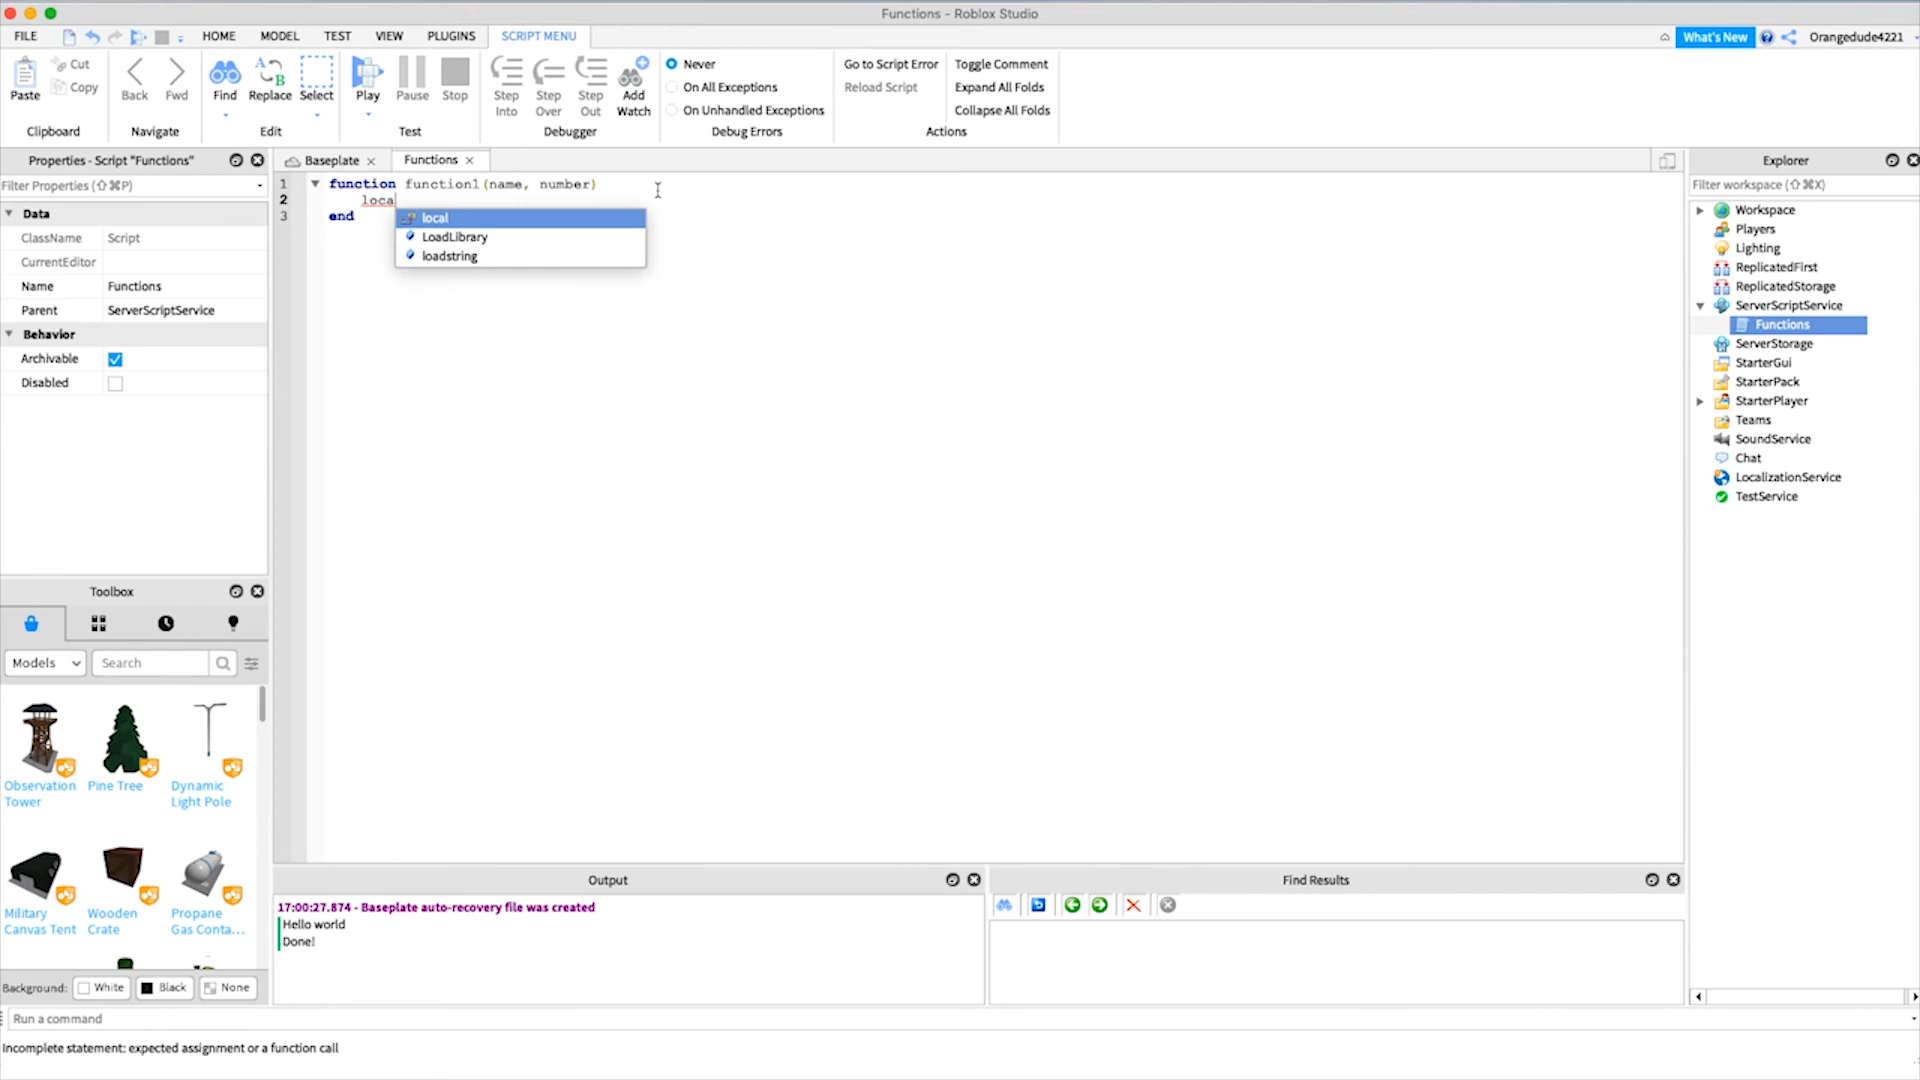 Functions - Roblox Studio
FILE HOME MODEL TEST VIEW PLUGINS SCRIPT MENU What's New Orangedude4221
Paste Cut Copy Back Fwd Find Replace Select Play Pause Stop Step Into Step Over Step Out Add Watch
Never
On All Exceptions
On Unhandled Exceptions
Go to Script Error
Reload Script
Toggle Comment
Expand All Folds
Collapse All Folds
Clipboard Navigate Edit Test Debugger Debug Errors Actions
Properties - Script "Functions"
Filter Properties (⇧⌘P)
Data
ClassName Script
CurrentEditor
Name Functions
Parent ServerScriptService
Behavior
Archivable
Disabled
Toolbox
Models Search
Observation Tower
Pine Tree
Dynamic Light Pole
Military Canvas Tent
Wooden Crate
Propane Gas Conta...
Background: White Black None
Baseplate Functions
1 function function1(name, number)
2 loca
3 end
local
LoadLibrary
loadstring
Output
17:00:27.874 - Baseplate auto-recovery file was created
Hello world
Done!
Find Results
Explorer
Filter workspace (⇧⌘X)
Workspace
Players
Lighting
ReplicatedFirst
ReplicatedStorage
ServerScriptService
Functions
ServerStorage
StarterGui
StarterPack
StarterPlayer
Teams
SoundService
Chat
LocalizationService
TestService
Run a command
Incomplete statement: expected assignment or a function call